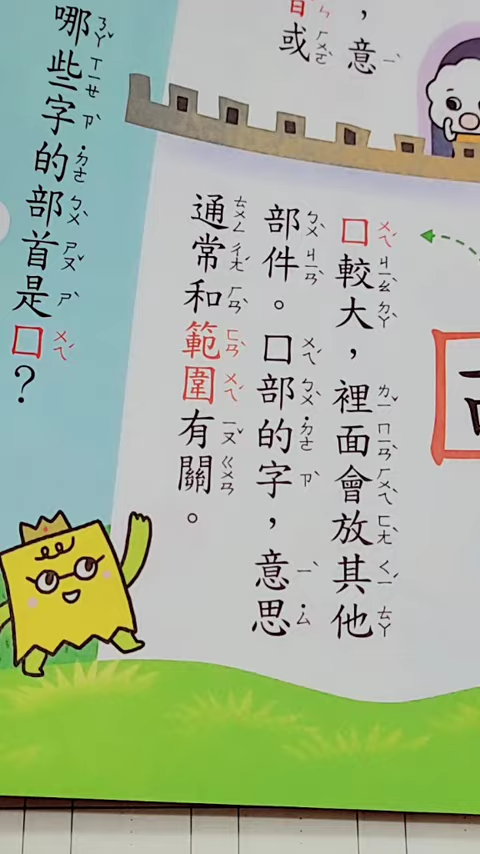 ，意
音或
囗較大，裡面會放其他
部件。囗部的字，意思
通常和範圍有關。
哪些字的部首是囗？